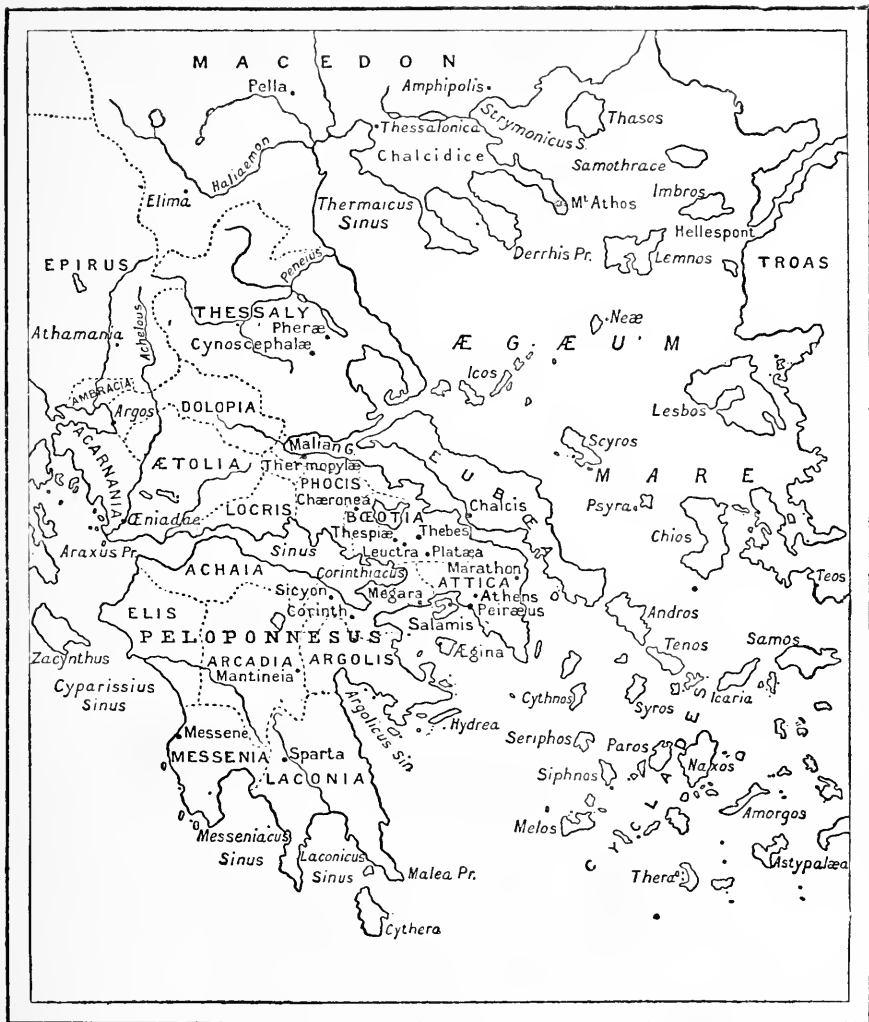 MACEDON
Pella
Amphipolis
Thasos
Thessalonica
Strymonicus S.
Chalcidice
Samothrace
Haliaemon
Elima
Thermaicus
Sinus
Mt. Athos
Imbros
Hellespont
Derrhis Pr.
Lemnos
TROAS
EPIRUS
Peneius
THESSALY
Pheræ
Cynoscephalæ
Athamania
Achelous
Neæ
ÆGÆUM
Icos
AMBRACIA
Argos
DOLOPIA
Lesbos
ACARNANIA
Malian G.
Scyros
ÆTOLIA
Thermopylæ
EUBŒA
MARE
PHOCIS
Chæronea
Chalcis
Psyra
Œniadae
LOCRIS
BŒOTIA
Thespiæ
Thebes
Chios
Araxus Pr.
Sinus
Leuctra
Platæa
Corinthiacus
Marathon
ACHAIA
ATTICA
Teos
Sicyon
Megara
Athens
Corinth
Peiræus
Andros
ELIS
PELOPONNESUS
Salamis
Tenos
Samos
Zacynthus
Ægina
ARCADIA
ARGOLIS
Mantineia
Icaria
Cyparissius
Sinus
Cythnos
Syros
Argolicus Sin
Hydrea
Messene
Seriphos
Paros
MESSENIA
Sparta
Naxos
LACONIA
Siphnos
CYCLADES
Amorgos
Messeniacus
Sinus
Melos
Laconicus
Sinus
Malea Pr.
Thera
Astypalæa
Cythera